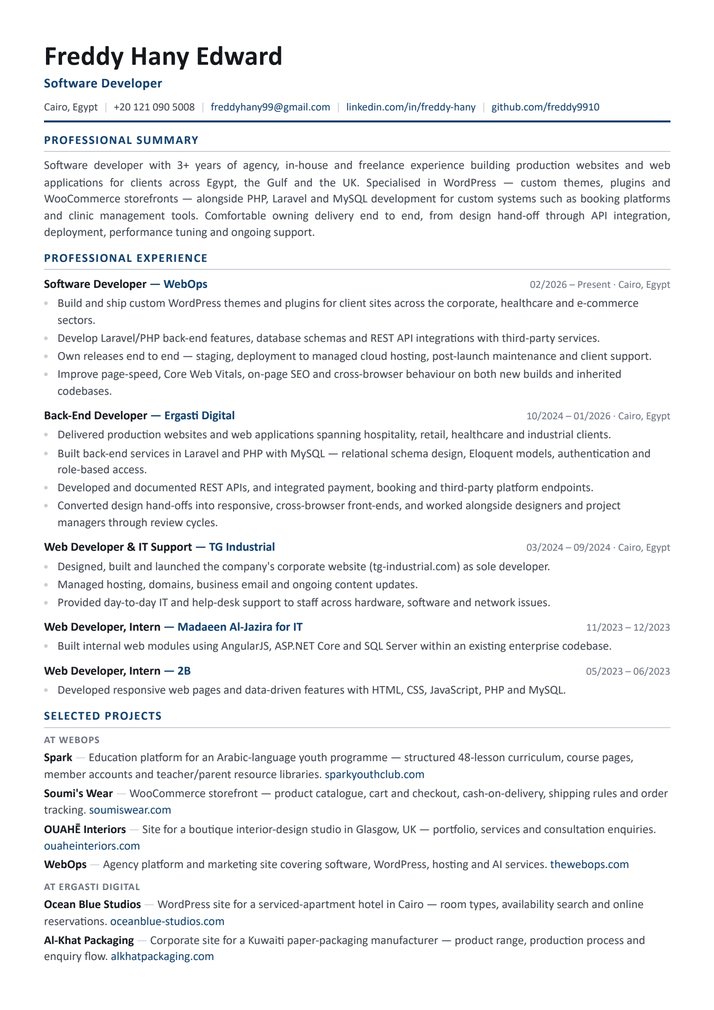 Freddy Hany Edward
Software Developer
Cairo, Egypt | +20 121 090 5008 | freddyhany99@gmail.com | linkedin.com/in/freddy-hany | github.com/freddy9910
PROFESSIONAL SUMMARY
Software developer with 3+ years of agency, in-house and freelance experience building production websites and web
applications for clients across Egypt, the Gulf and the UK. Specialised in WordPress — custom themes, plugins and
WooCommerce storefronts — alongside PHP, Laravel and MySQL development for custom systems such as booking platforms
and clinic management tools. Comfortable owning delivery end to end, from design hand-off through API integration,
deployment, performance tuning and ongoing support.
PROFESSIONAL EXPERIENCE
Software Developer — WebOps 02/2026 – Present · Cairo, Egypt
• Build and ship custom WordPress themes and plugins for client sites across the corporate, healthcare and e-commerce
sectors.
• Develop Laravel/PHP back-end features, database schemas and REST API integrations with third-party services.
• Own releases end to end — staging, deployment to managed cloud hosting, post-launch maintenance and client support.
• Improve page-speed, Core Web Vitals, on-page SEO and cross-browser behaviour on both new builds and inherited
codebases.
Back-End Developer — Ergasti Digital 10/2024 – 01/2026 · Cairo, Egypt
• Delivered production websites and web applications spanning hospitality, retail, healthcare and industrial clients.
• Built back-end services in Laravel and PHP with MySQL — relational schema design, Eloquent models, authentication and
role-based access.
• Developed and documented REST APIs, and integrated payment, booking and third-party platform endpoints.
• Converted design hand-offs into responsive, cross-browser front-ends, and worked alongside designers and project
managers through review cycles.
Web Developer & IT Support — TG Industrial 03/2024 – 09/2024 · Cairo, Egypt
• Designed, built and launched the company's corporate website (tg-industrial.com) as sole developer.
• Managed hosting, domains, business email and ongoing content updates.
• Provided day-to-day IT and help-desk support to staff across hardware, software and network issues.
Web Developer, Intern — Madaeen Al-Jazira for IT 11/2023 – 12/2023
• Built internal web modules using AngularJS, ASP.NET Core and SQL Server within an existing enterprise codebase.
Web Developer, Intern — 2B 05/2023 – 06/2023
• Developed responsive web pages and data-driven features with HTML, CSS, JavaScript, PHP and MySQL.
SELECTED PROJECTS
AT WEBOPS
Spark — Education platform for an Arabic-language youth programme — structured 48-lesson curriculum, course pages,
member accounts and teacher/parent resource libraries. sparkyouthclub.com
Soumi's Wear — WooCommerce storefront — product catalogue, cart and checkout, cash-on-delivery, shipping rules and order
tracking. soumiswear.com
OUAHĒ Interiors — Site for a boutique interior-design studio in Glasgow, UK — portfolio, services and consultation enquiries.
ouaheinteriors.com
WebOps — Agency platform and marketing site covering software, WordPress, hosting and AI services. thewebops.com
AT ERGASTI DIGITAL
Ocean Blue Studios — WordPress site for a serviced-apartment hotel in Cairo — room types, availability search and online
reservations. oceanblue-studios.com
Al-Khat Packaging — Corporate site for a Kuwaiti paper-packaging manufacturer — product range, production process and
enquiry flow. alkhatpackaging.com